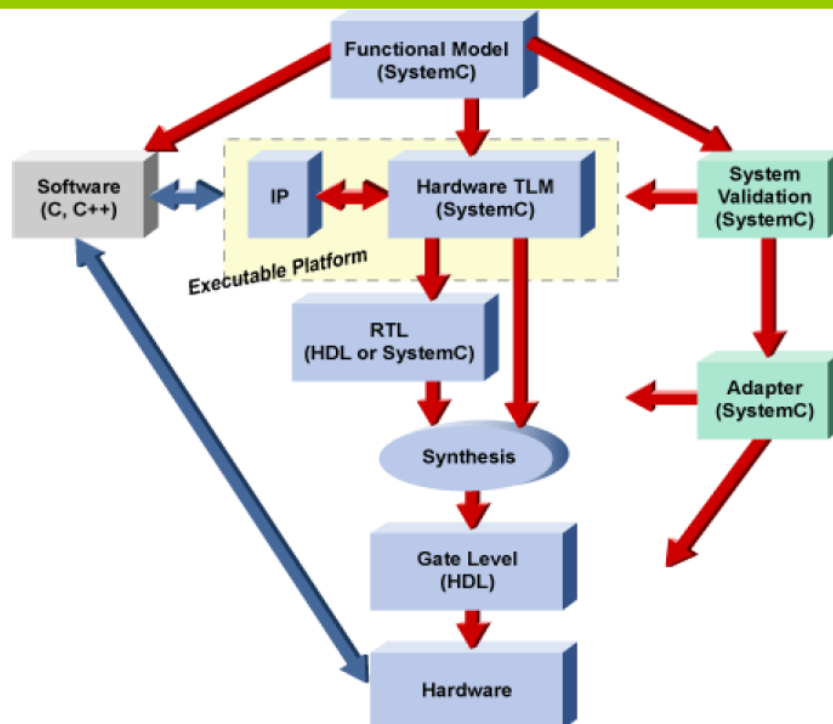 Functional Model
(SystemC)
Software
(C, C++)
IP
Hardware TLM
(SystemC)
System
Validation
(SystemC)
Executable Platform
RTL
(HDL or SystemC)
Adapter
(SystemC)
Synthesis
Gate Level
(HDL)
Hardware